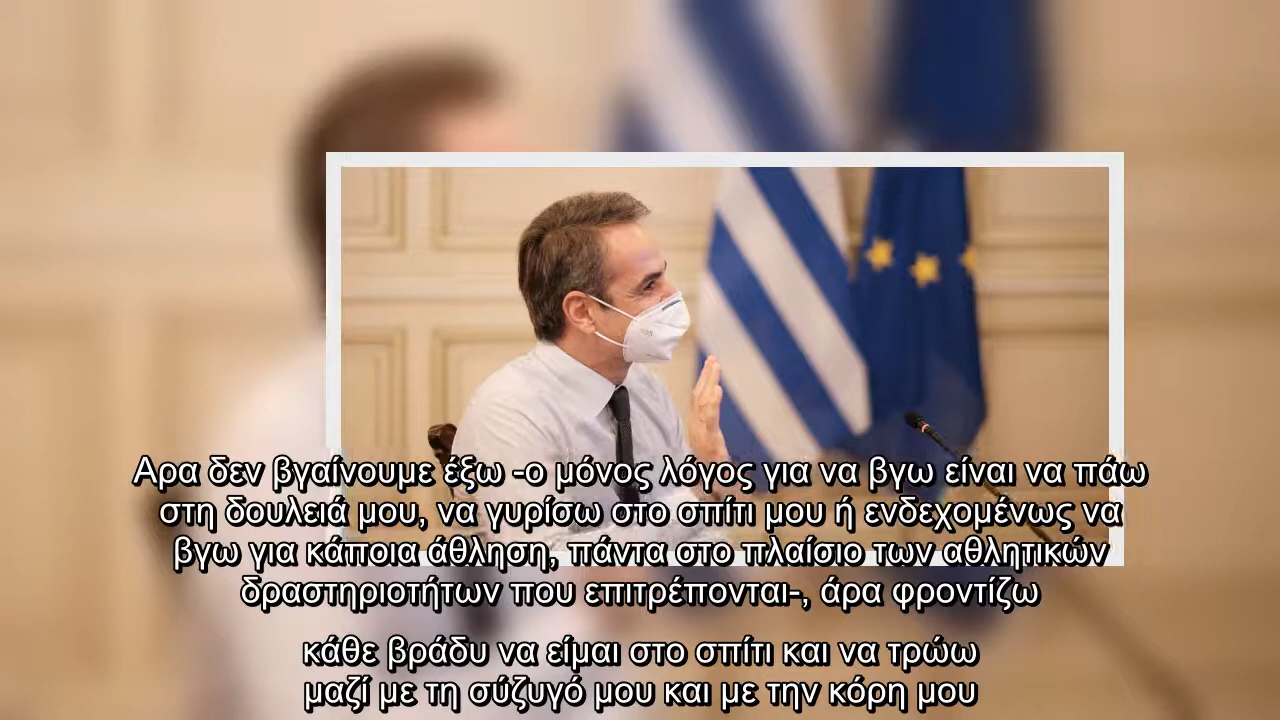 Αρα δεν βγαίνουμε έξω -ο μόνος λόγος για να βγω είναι να πάω
στη δουλειά μου, να γυρίσω στο σπίτι μου ή ενδεχομένως να
βγω για κάποια άθληση, πάντα στο πλαίσιο των αθλητικών
δραστηριοτήτων που επιτρέπονται-, άρα φροντίζω
κάθε βράδυ να είμαι στο σπίτι και να τρώω
μαζί με τη σύζυγό μου και με την κόρη μου